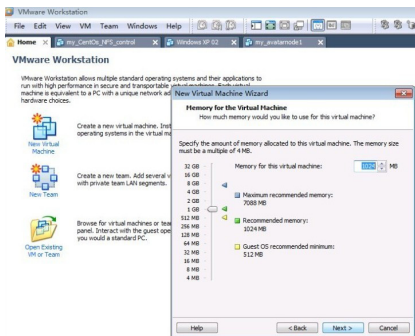 VMware Workstation
File Edit View VM Team Windows Help
Home X my_CentOs_NFS_control X Windows XP 02 X my_avatarnode1 X
VMware Workstation
VMware Workstation allows multiple standard operating systems and their applications to
run with high performance in secure and transportable virtual machines. Each virtual
machine is equivalent to a PC with a unique network ad
hardware choices.
New Virtual Machine
Create a new virtual machine. Inst
operating systems in the virtual ma
New Team
Create a new team. Add several v
with private team LAN segments.
Open Existing VM or Team
Browse for virtual machines or tea
panel. Interact with the guest ope
you would a standard PC.
New Virtual Machine Wizard
Memory for the Virtual Machine
How much memory would you like to use for this virtual machine?
Specify the amount of memory allocated to this virtual machine. The memory size
must be a multiple of 4 MB.
Memory for this virtual machine: 1024 MB
32 GB
16 GB
8 GB
4 GB
2 GB
1 GB
512 MB
256 MB
128 MB
64 MB
32 MB
16 MB
8 MB
4 MB
Maximum recommended memory:
7088 MB
Recommended memory:
1024 MB
Guest OS recommended minimum:
512 MB
Help < Back Next > Cancel